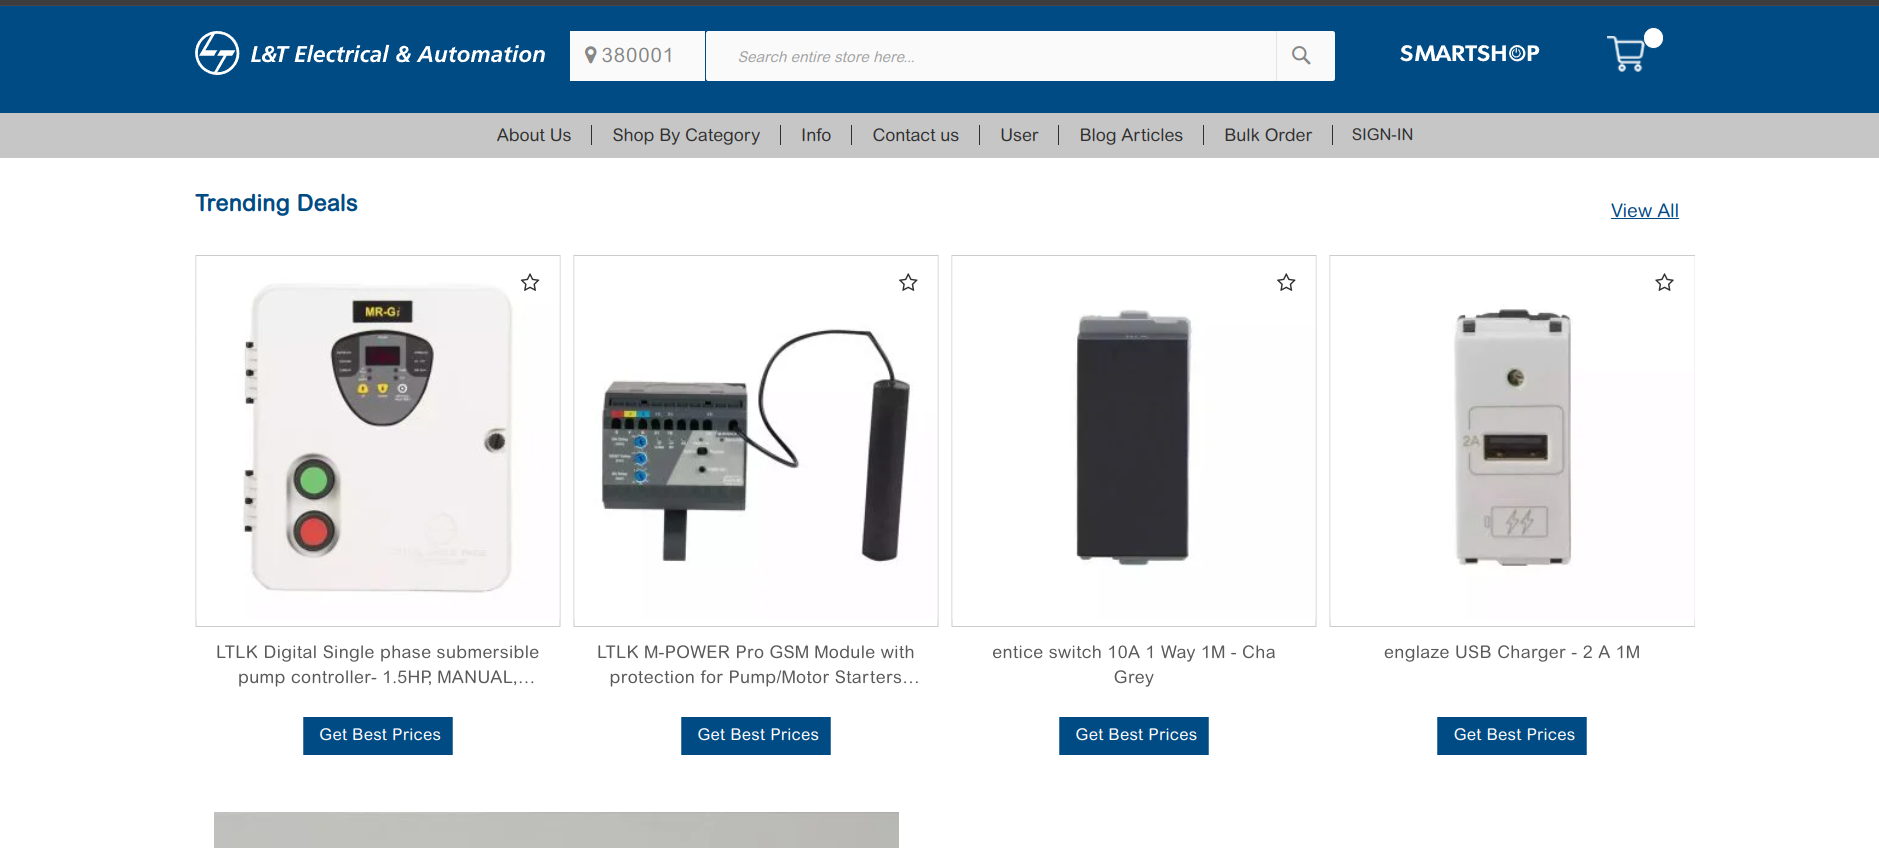 L&T Electrical & Automation
380001
Search entire store here...
SMARTSHOP
About Us
Shop By Category
Info
Contact us
User
Blog Articles
Bulk Order
SIGN-IN
Trending Deals
View All
MR-Gi
2A
LTLK Digital Single phase submersible
pump controller- 1.5HP, MANUAL,...
LTLK M-POWER Pro GSM Module with
protection for Pump/Motor Starters...
entice switch 10A 1 Way 1M - Cha
Grey
englaze USB Charger - 2 A 1M
Get Best Prices
Get Best Prices
Get Best Prices
Get Best Prices